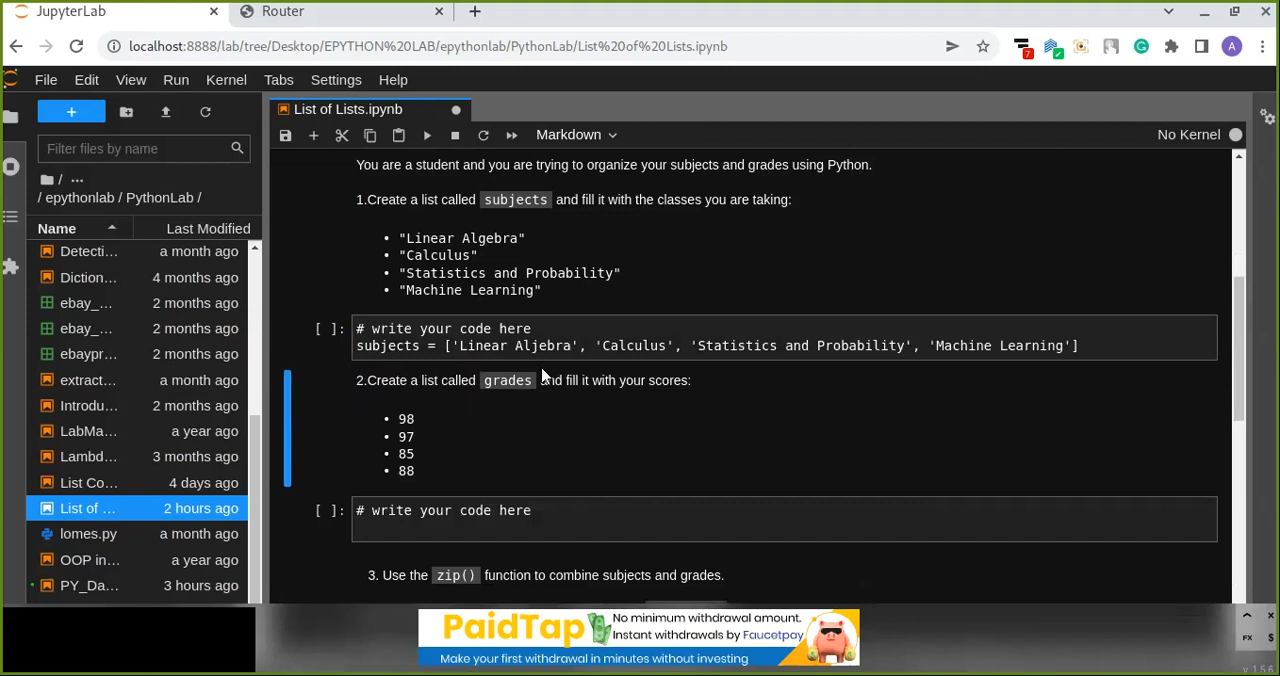 JupyterLab
Router
localhost:8888/lab/tree/Desktop/EPYTHON%20LAB/epythonlab/PythonLab/List%20of%20Lists.ipynb
7
A
File Edit View Run Kernel Tabs Settings Help
List of Lists.ipynb
Markdown
No Kernel
Filter files by name
/ ...
/ epythonlab / PythonLab /
Name Last Modified
Detecti... a month ago
Diction... 4 months ago
ebay_... 2 months ago
ebay_... 2 months ago
ebaypr... 2 months ago
extract... a month ago
Introdu... 2 months ago
LabMa... a year ago
Lambd... 3 months ago
List Co... 4 days ago
List of ... 2 hours ago
lomes.py a month ago
OOP in... a year ago
PY_Da... 3 hours ago
You are a student and you are trying to organize your subjects and grades using Python.
1.Create a list called subjects and fill it with the classes you are taking:
• "Linear Algebra"
• "Calculus"
• "Statistics and Probability"
• "Machine Learning"
[ ]: # write your code here
subjects = ['Linear Aljebra', 'Calculus', 'Statistics and Probability', 'Machine Learning']
2.Create a list called grades and fill it with your scores:
• 98
• 97
• 85
• 88
[ ]: # write your code here
3. Use the zip() function to combine subjects and grades.
PaidTap
No minimum withdrawal amount,
Instant withdrawals by Faucetpay
Make your first withdrawal in minutes without investing
FX $
v 1.5.6